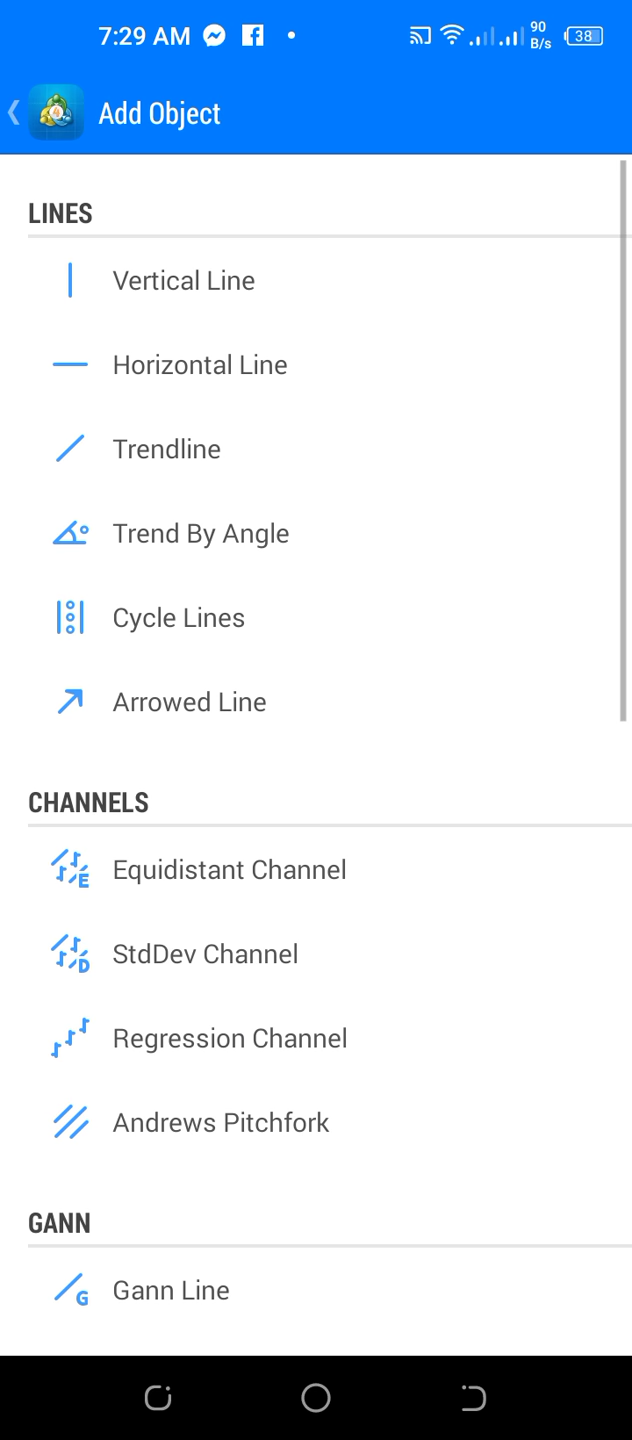 7:29 AM
90
B/s
38
Add Object
LINES
Vertical Line
Horizontal Line
Trendline
Trend By Angle
Cycle Lines
Arrowed Line
CHANNELS
E Equidistant Channel
D StdDev Channel
Regression Channel
Andrews Pitchfork
GANN
G Gann Line